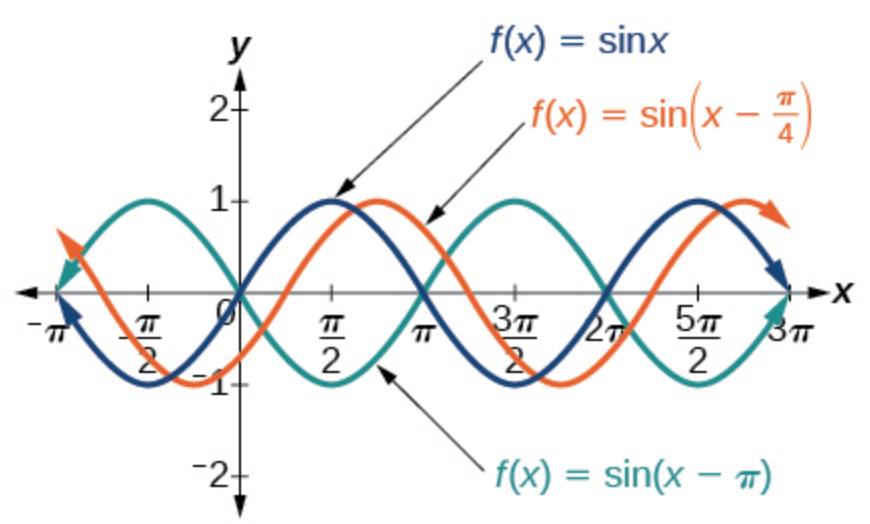 f(x) = sinx
y
f(x) = sin(x − π/4)
2
1
-π -π/2 0 π/2 π 3π/2 2π 5π/2 3π x
-1
-2
f(x) = sin(x − π)